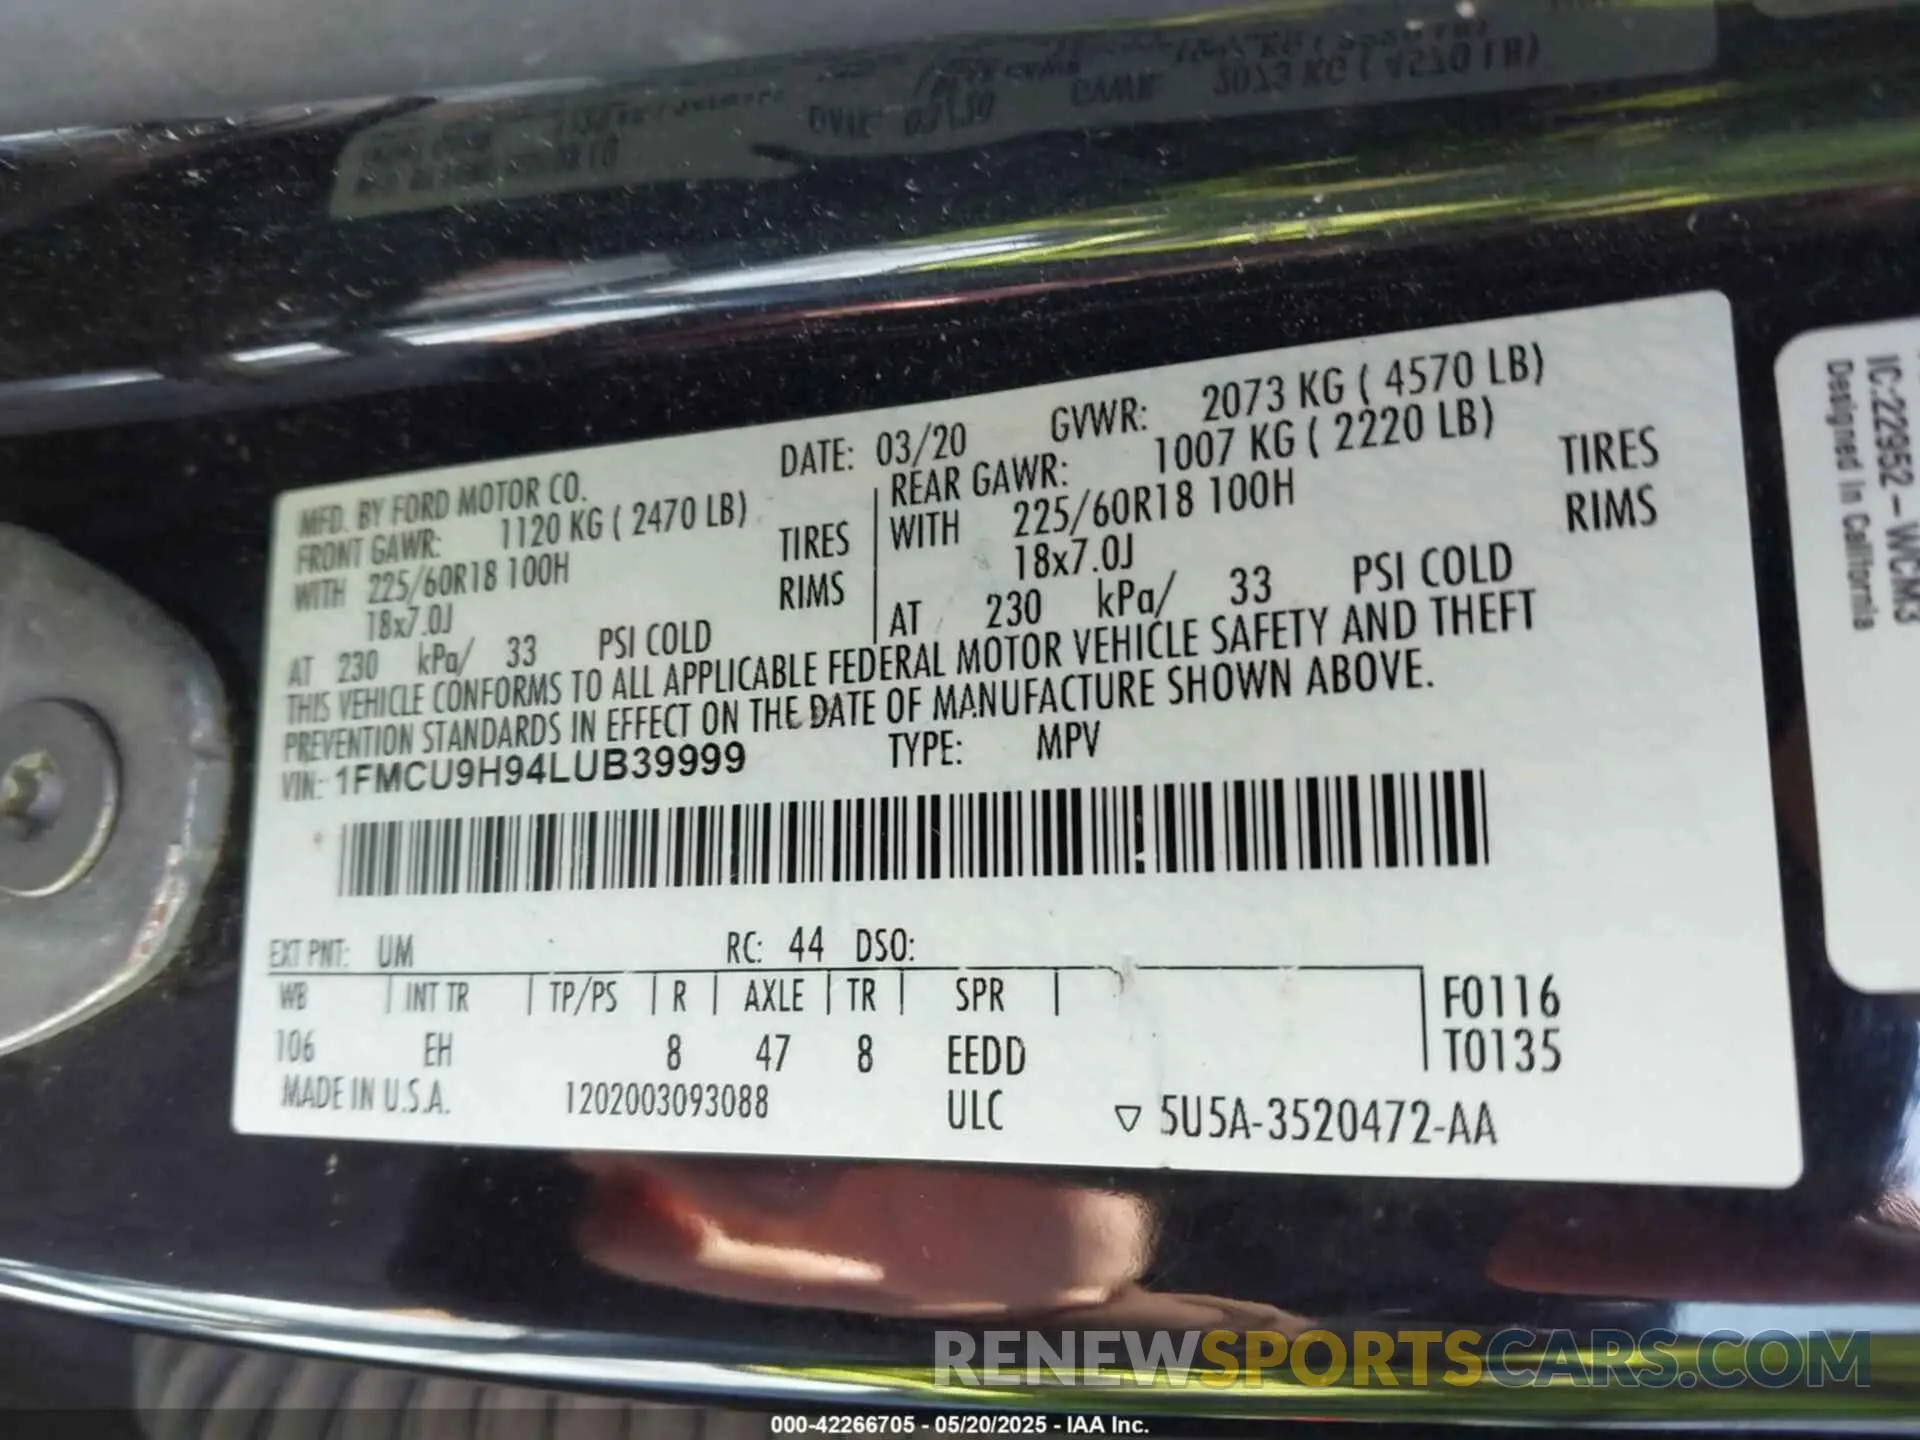 MFD. BY FORD MOTOR CO.
DATE: 03/20
GVWR: 2073 KG ( 4570 LB)
FRONT GAWR: 1120 KG ( 2470 LB)
REAR GAWR: 1007 KG ( 2220 LB)
WITH 225/60R18 100H TIRES
WITH 225/60R18 100H TIRES
18x7.0J RIMS
18x7.0J RIMS
AT 230 kPa/ 33 PSI COLD
AT 230 kPa/ 33 PSI COLD
THIS VEHICLE CONFORMS TO ALL APPLICABLE FEDERAL MOTOR VEHICLE SAFETY AND THEFT
PREVENTION STANDARDS IN EFFECT ON THE DATE OF MANUFACTURE SHOWN ABOVE.
VIN: 1FMCU9H94LUB39999
TYPE: MPV
EXT PNT: UM RC: 44 DSO:
WB INT TR TP/PS R AXLE TR SPR F0116
106 EH 8 47 8 EEDD T0135
MADE IN U.S.A. 1202003093088 ULC ▽ 5U5A-3520472-AA
IC:22952-WCM3
Designed in California
RENEWSPORTSCARS.COM
000-42266705 - 05/20/2025 - IAA Inc.